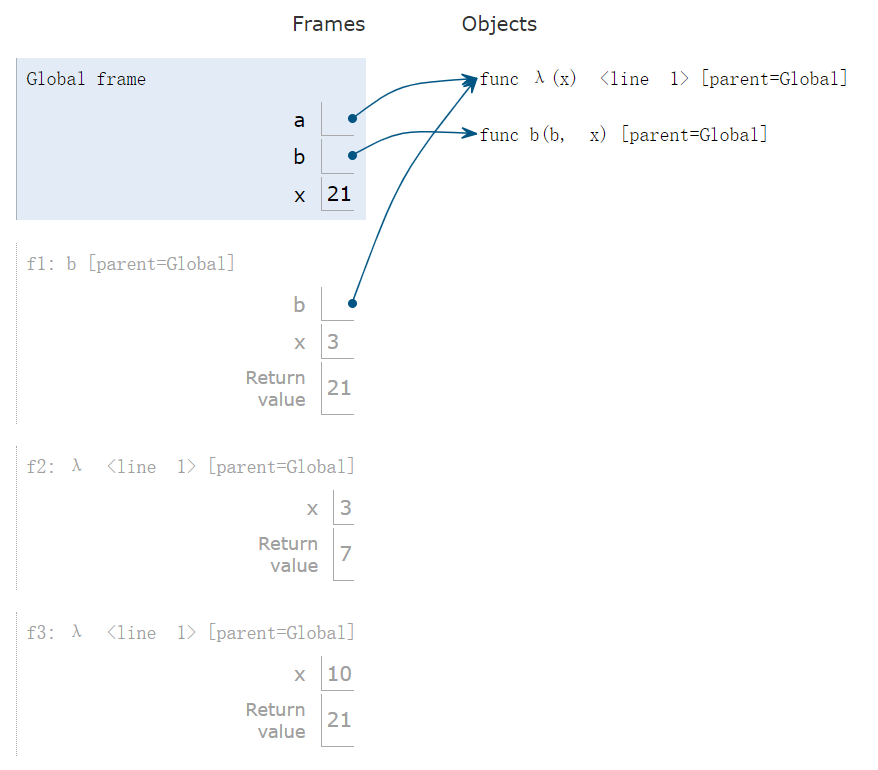 Frames Objects
Global frame
func λ(x) <line 1> [parent=Global]
a
func b(b, x) [parent=Global]
b
x 21
f1: b [parent=Global]
b
x 3
Return
value 21
f2: λ <line 1> [parent=Global]
x 3
Return
value 7
f3: λ <line 1> [parent=Global]
x 10
Return
value 21